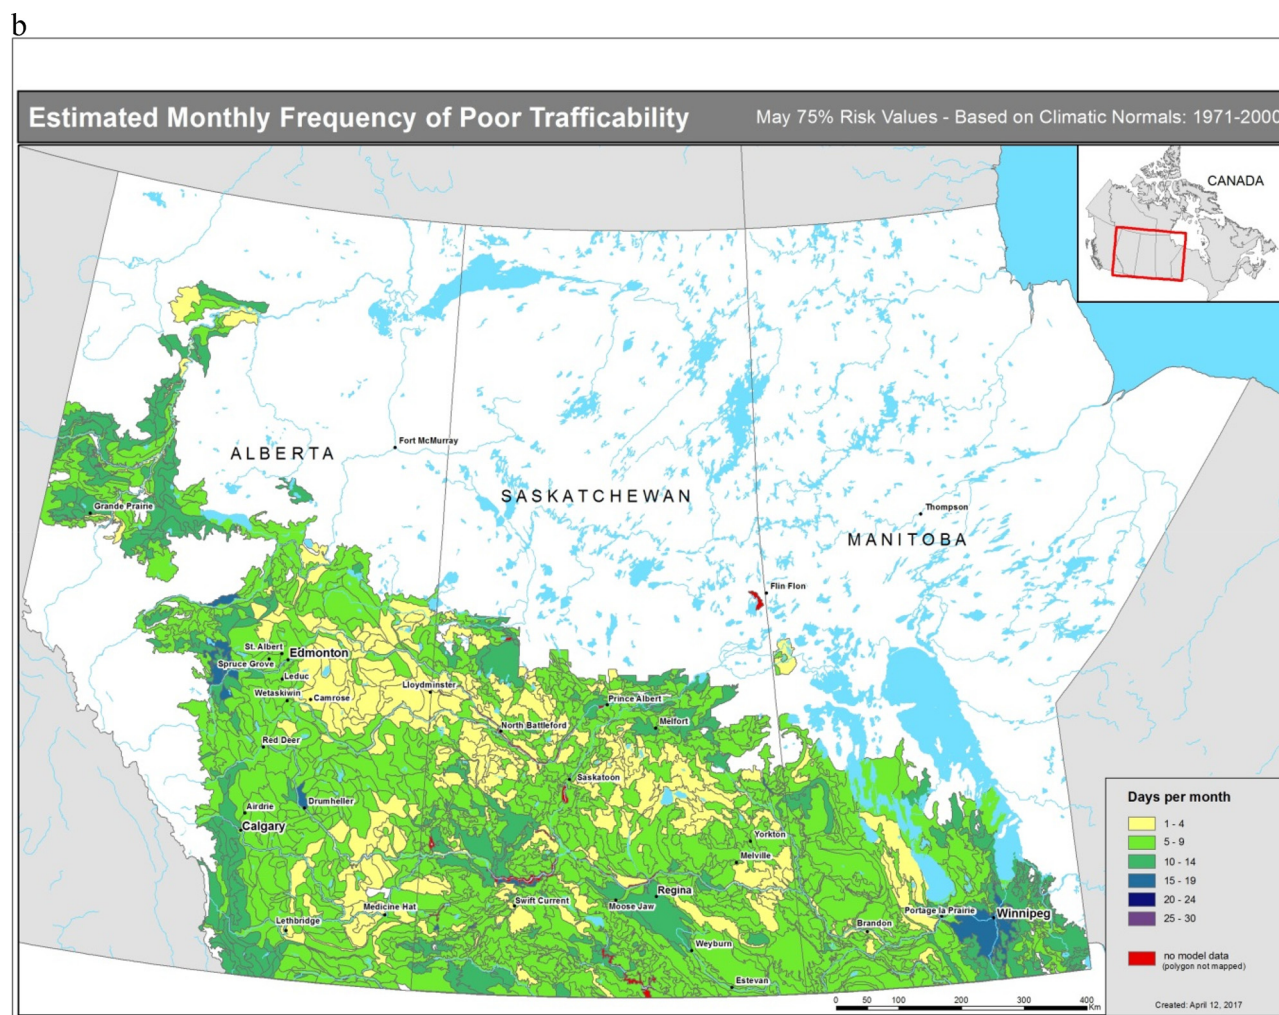 b
Estimated Monthly Frequency of Poor Trafficability
May 75% Risk Values - Based on Climatic Normals: 1971-2000
CANADA
ALBERTA
Fort McMurray
SASKATCHEWAN
Grande Prairie
Thompson
MANITOBA
Flin Flon
St. Albert
Edmonton
Spruce Grove
Leduc
Wetaskiwin
Camrose
Lloydminster
Prince Albert
North Battleford
Melfort
Red Deer
Saskatoon
Drumheller
Airdrie
Calgary
Yorkton
Melville
Regina
Moose Jaw
Swift Current
Medicine Hat
Lethbridge
Weyburn
Estevan
Brandon
Portage la Prairie
Winnipeg
Days per month
1 - 4
5 - 9
10 - 14
15 - 19
20 - 24
25 - 30
no model data
(polygon not mapped)
0 50 100 200 300 400
Km
Created: April 12, 2017